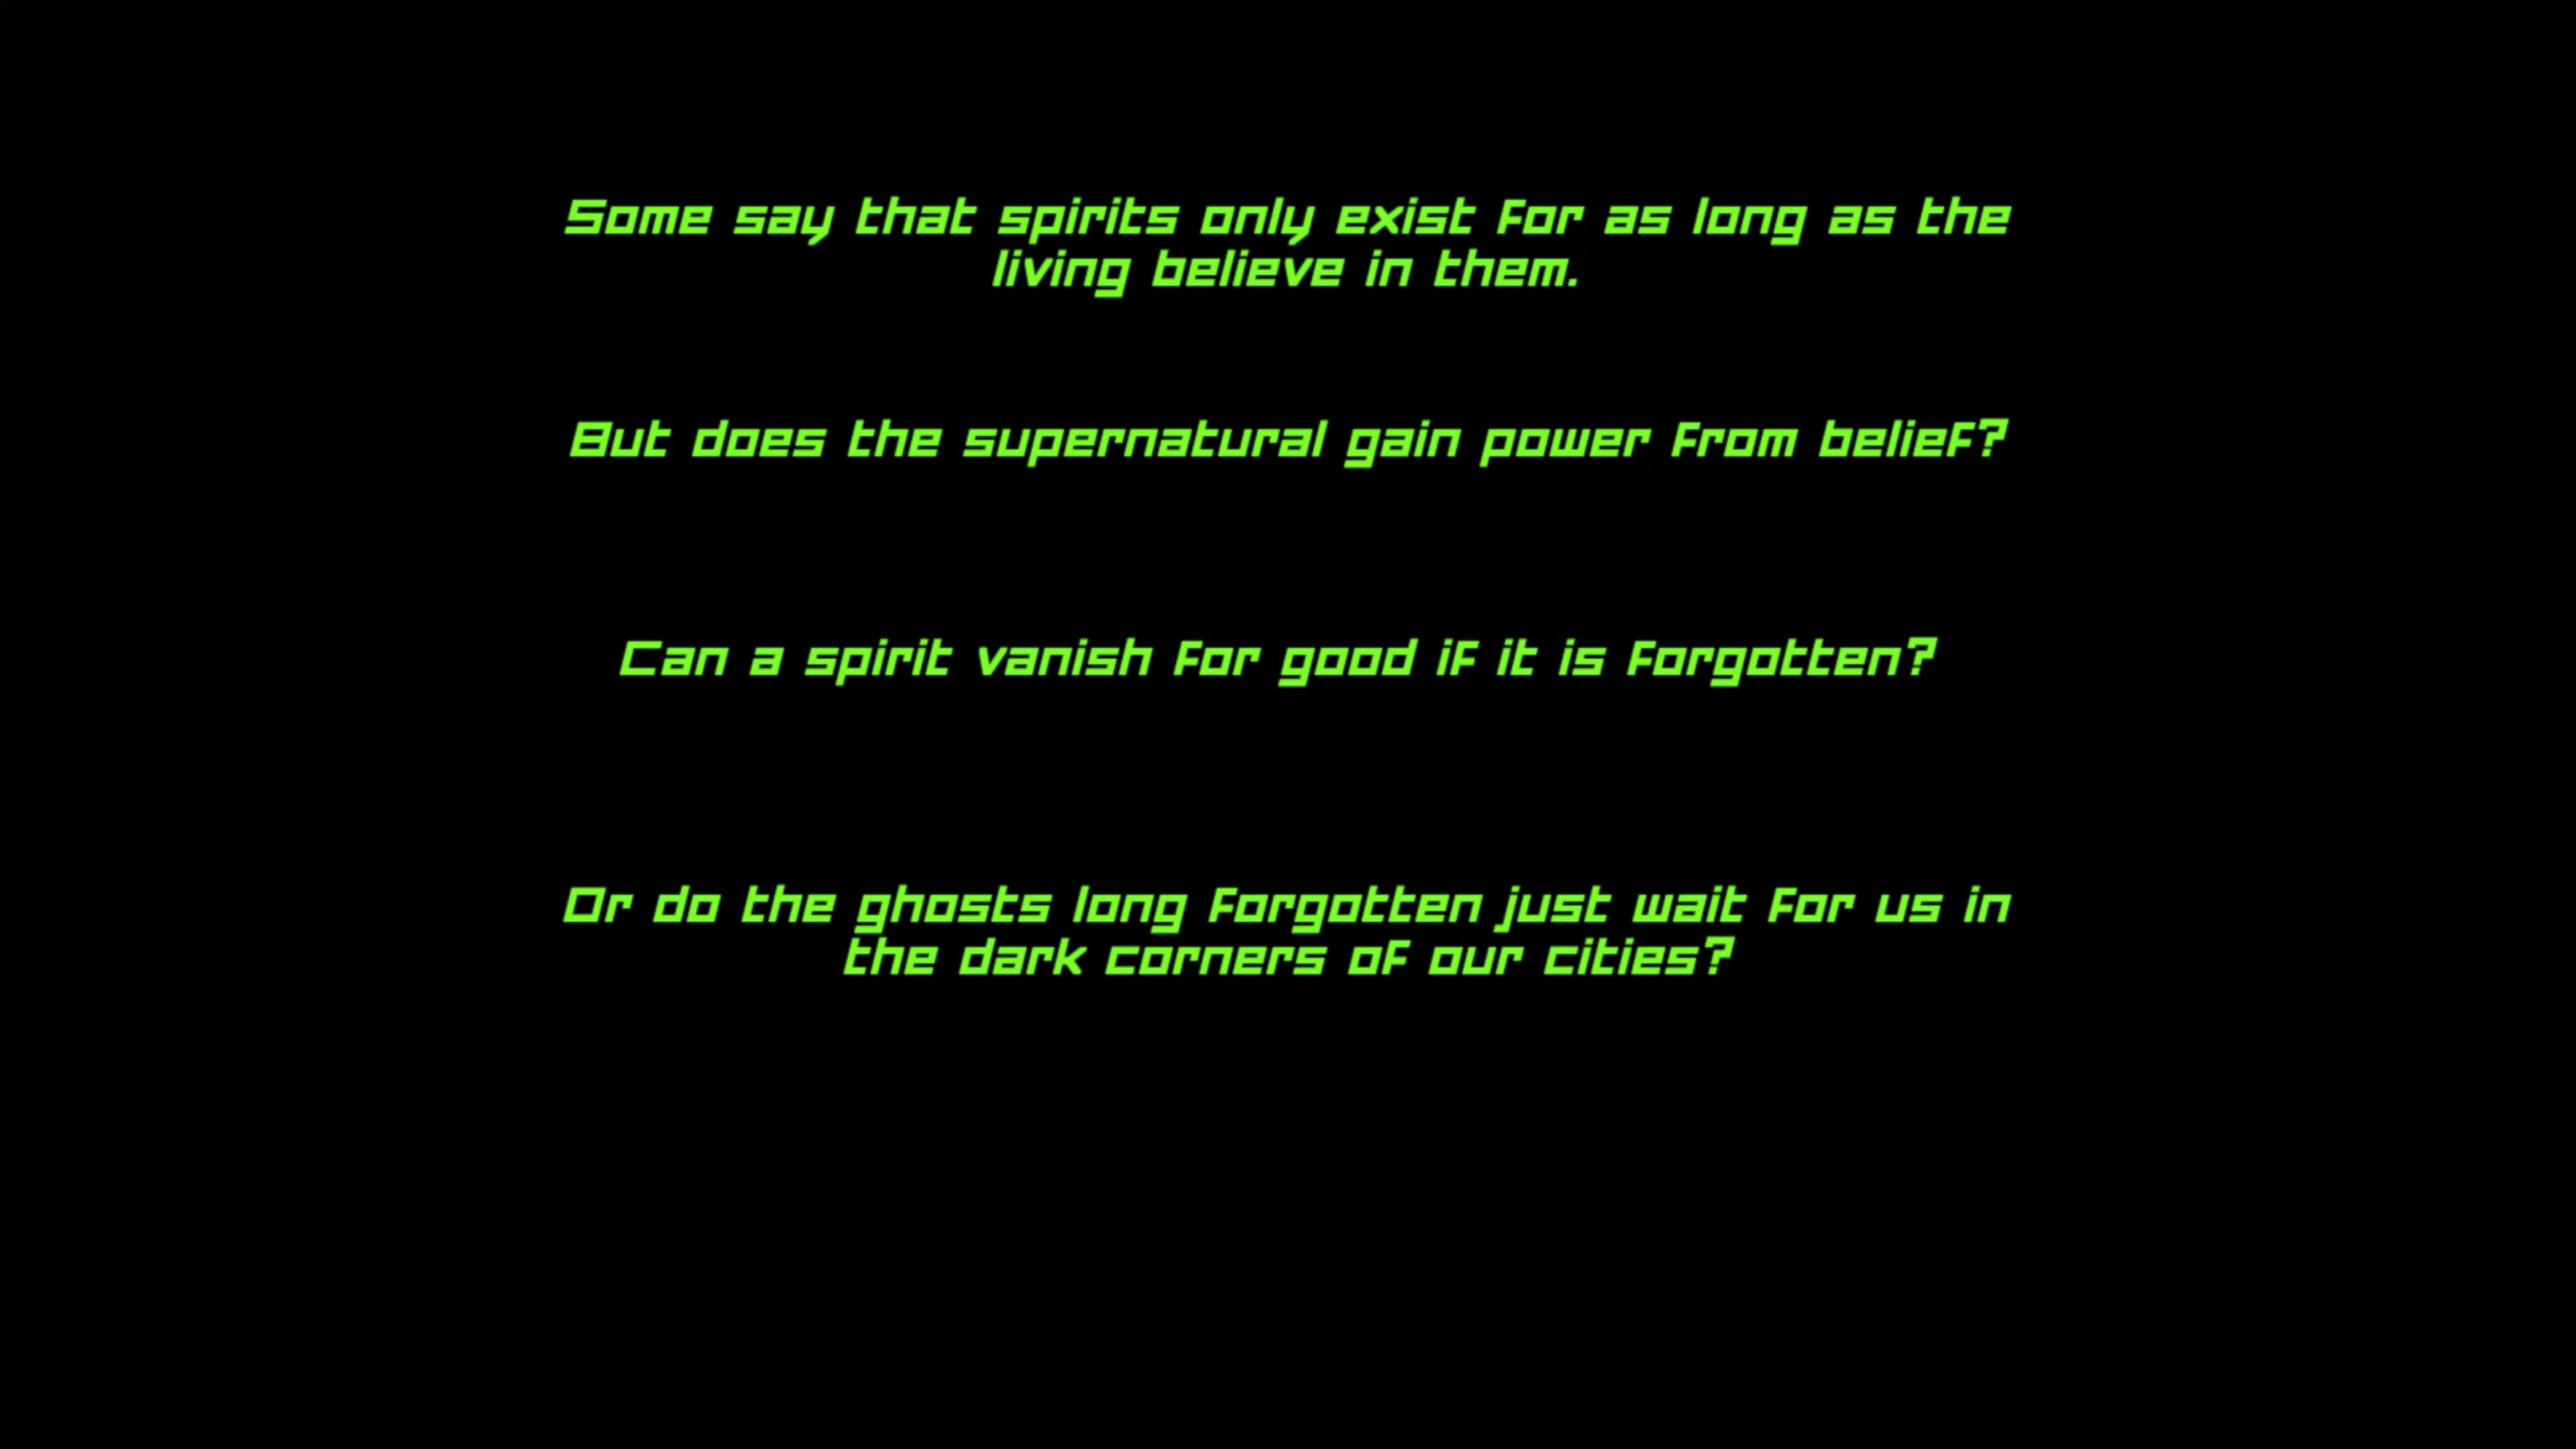 Some say that spirits only exist for as long as the
living believe in them.
But does the supernatural gain power from belief?
Can a spirit vanish for good if it is forgotten?
Or do the ghosts long forgotten just wait for us in
the dark corners of our cities?